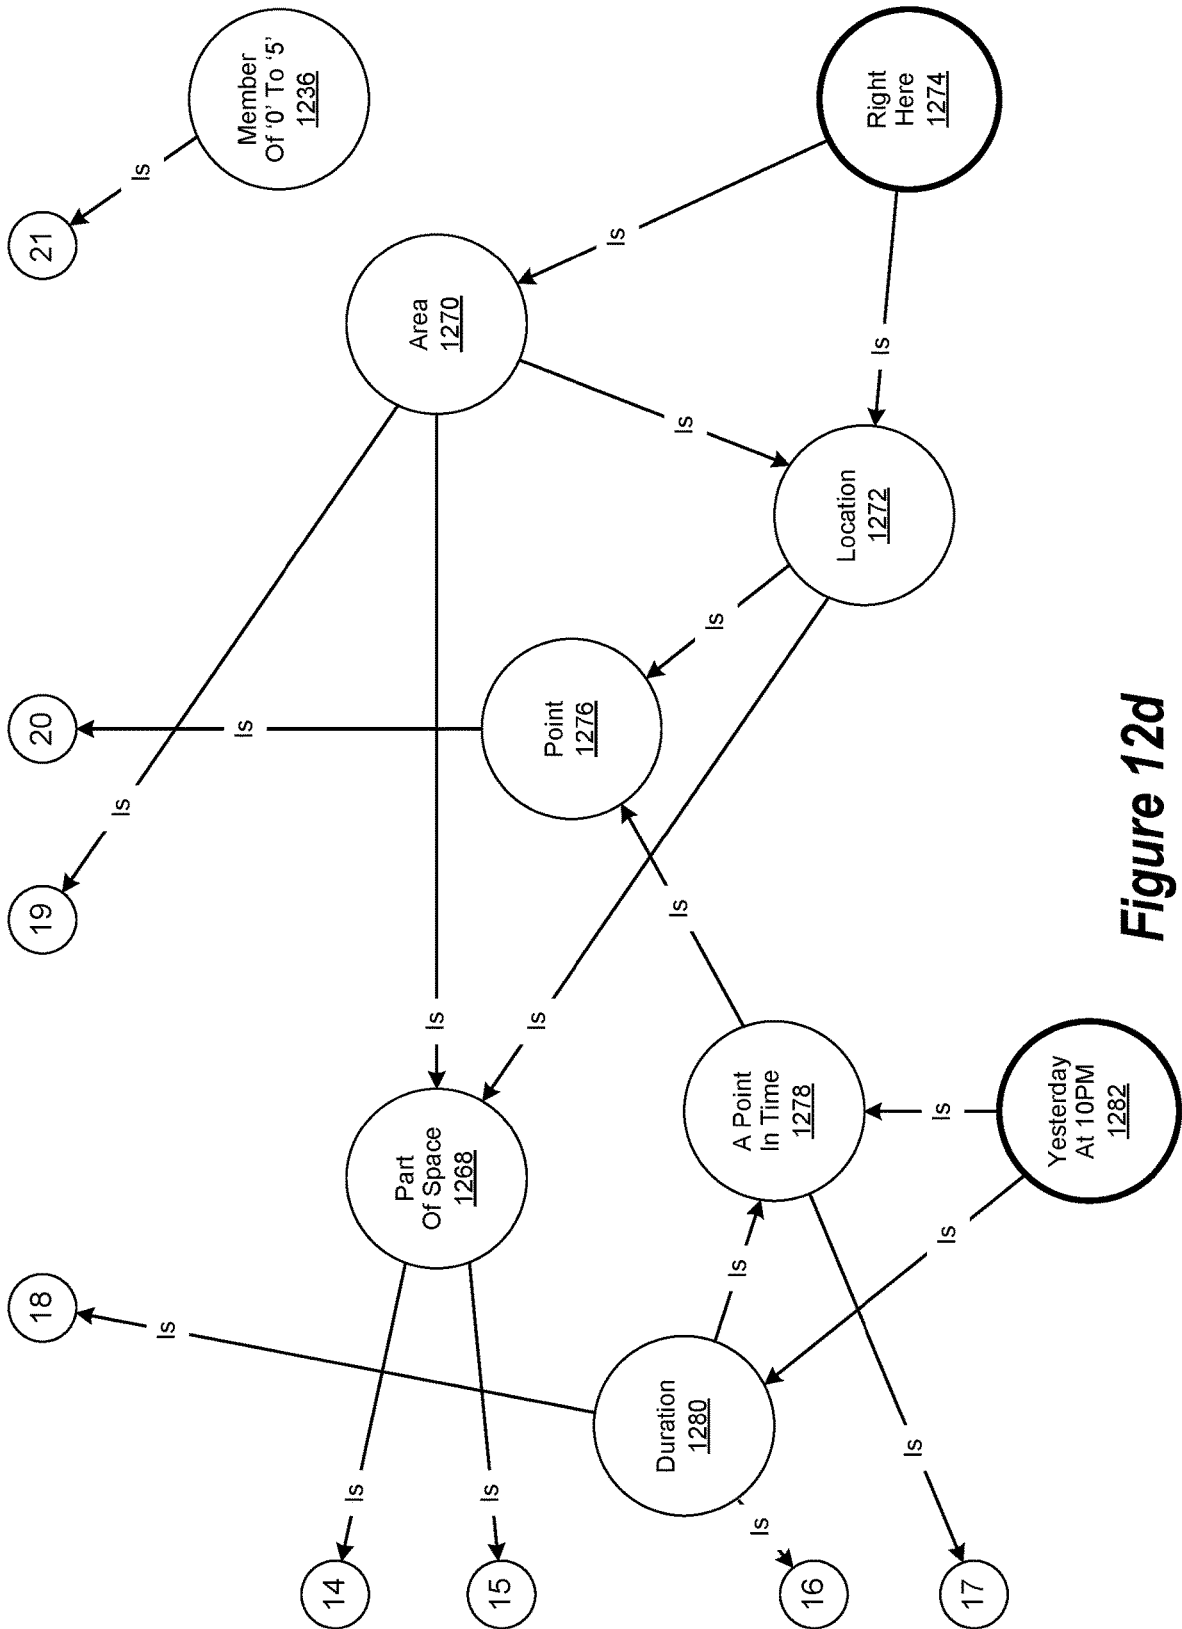 18
19
20
21
Is
Is
Is
Is
Member
Of '0' To '5'
1236
14
Is
Part
Of Space
1268
Is
Area
1270
15
Is
Is
Point
1276
Is
Is
Is
Duration
1280
Is
Is
Is
A Point
In Time
1278
16
Location
1272
Is
Right
Here
1274
Is
Is
Is
17
Yesterday
At 10PM
1282
Figure 12d